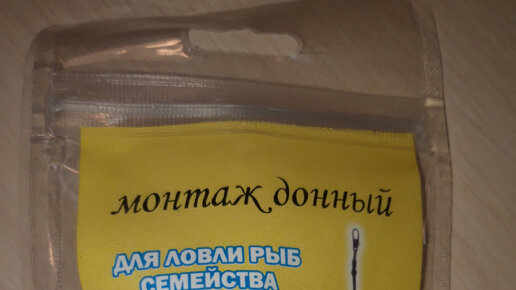 монтаж донный
ДЛЯ ЛОВЛИ РЫБ
СЕМЕЙСТВА